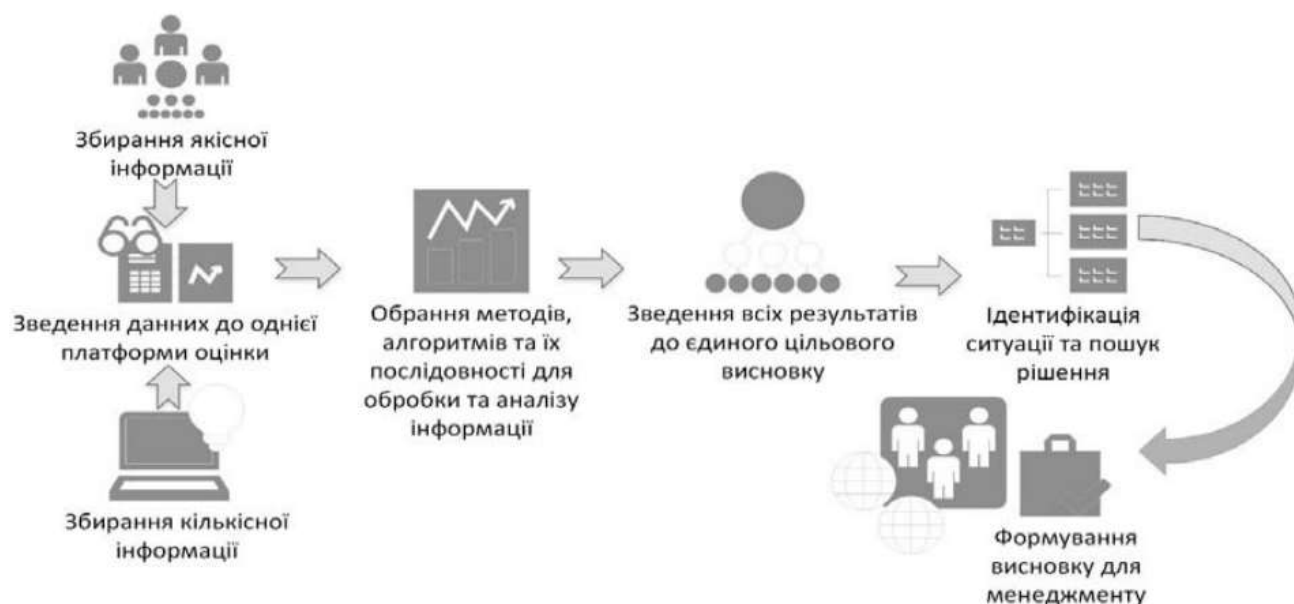 Збирання якісної
інформації
Зведення данних до однієї
платформи оцінки
Збирання кількісної
інформації
Обрання методів,
алгоритмів та їх
послідовності для
обробки та аналізу
інформації
Зведення всіх результатів
до єдиного цільового
висновку
Ідентифікація
ситуації та пошук
рішення
Формування
висновку для
менеджменту